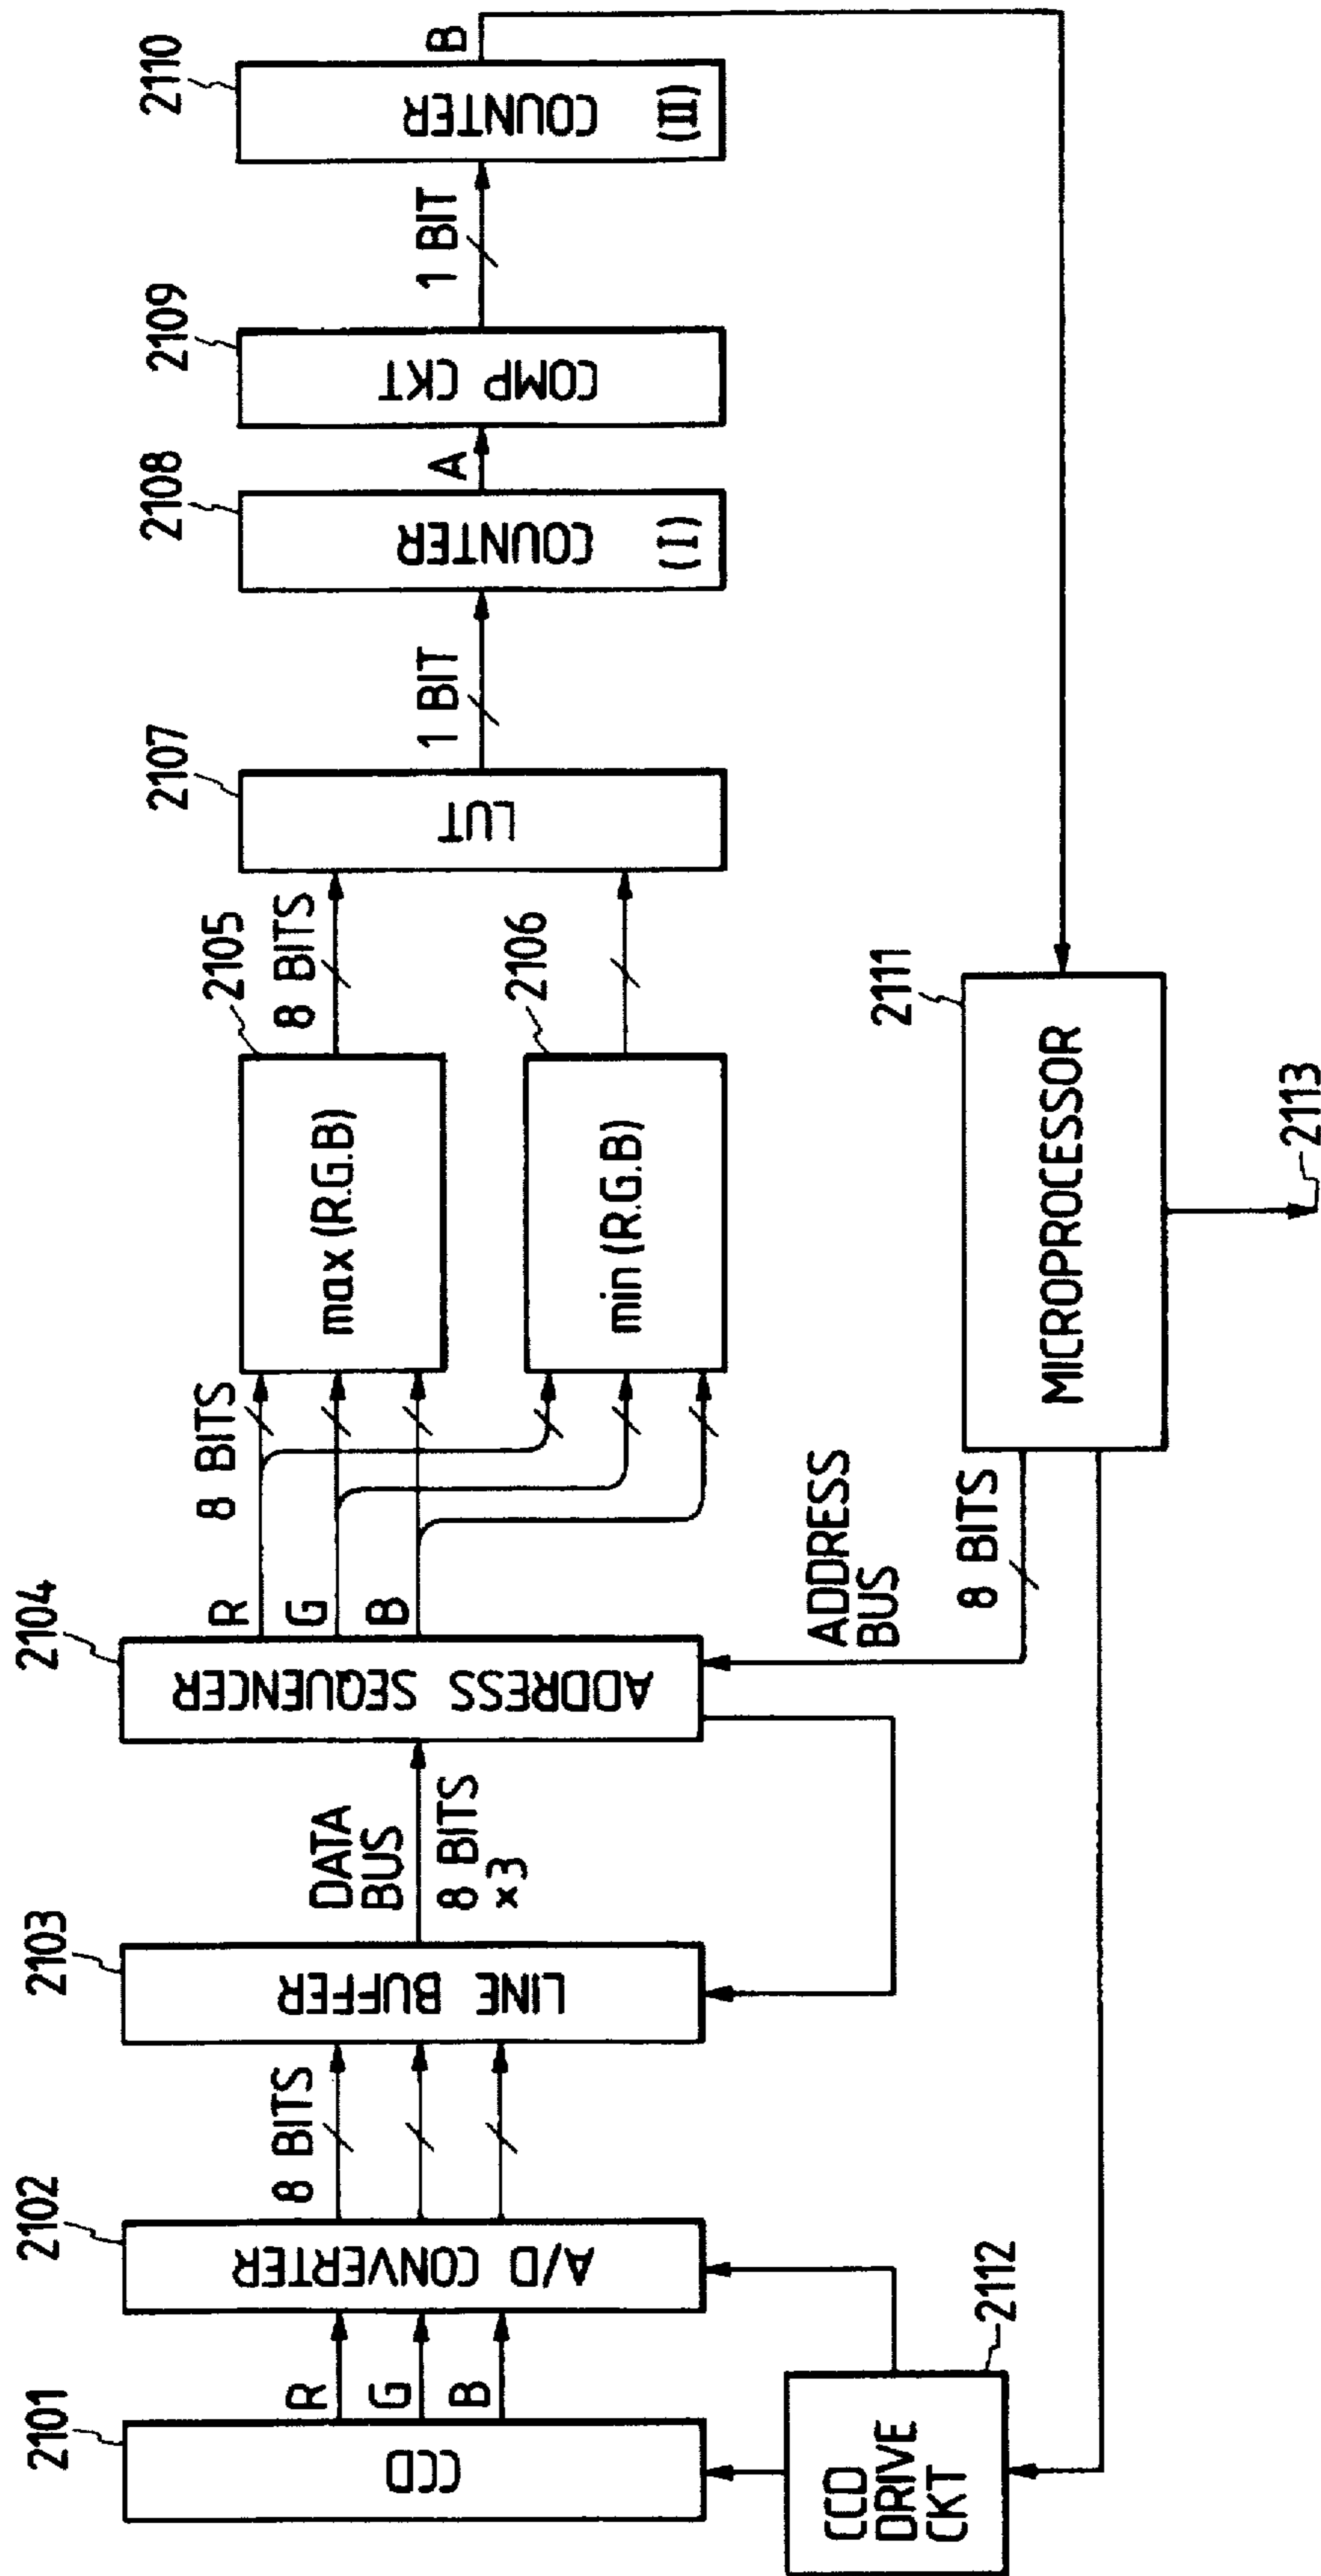 2101
CCD
R
G
B
2102
A/D CONVERTER
8 BITS
2103
LINE BUFFER
DATA
BUS
8 BITS
×3
2104
ADDRESS SEQUENCER
R
G
B
8 BITS
2105
max (R.G.B)
8 BITS
2106
min (R.G.B)
2107
LUT
1 BIT
2108
COUNTER
(I)
A
2109
COMP CKT
1 BIT
2110
COUNTER
(II)
B
CCD
DRIVE
CKT
2112
ADDRESS
BUS
8 BITS
2111
MICROPROCESSOR
2113